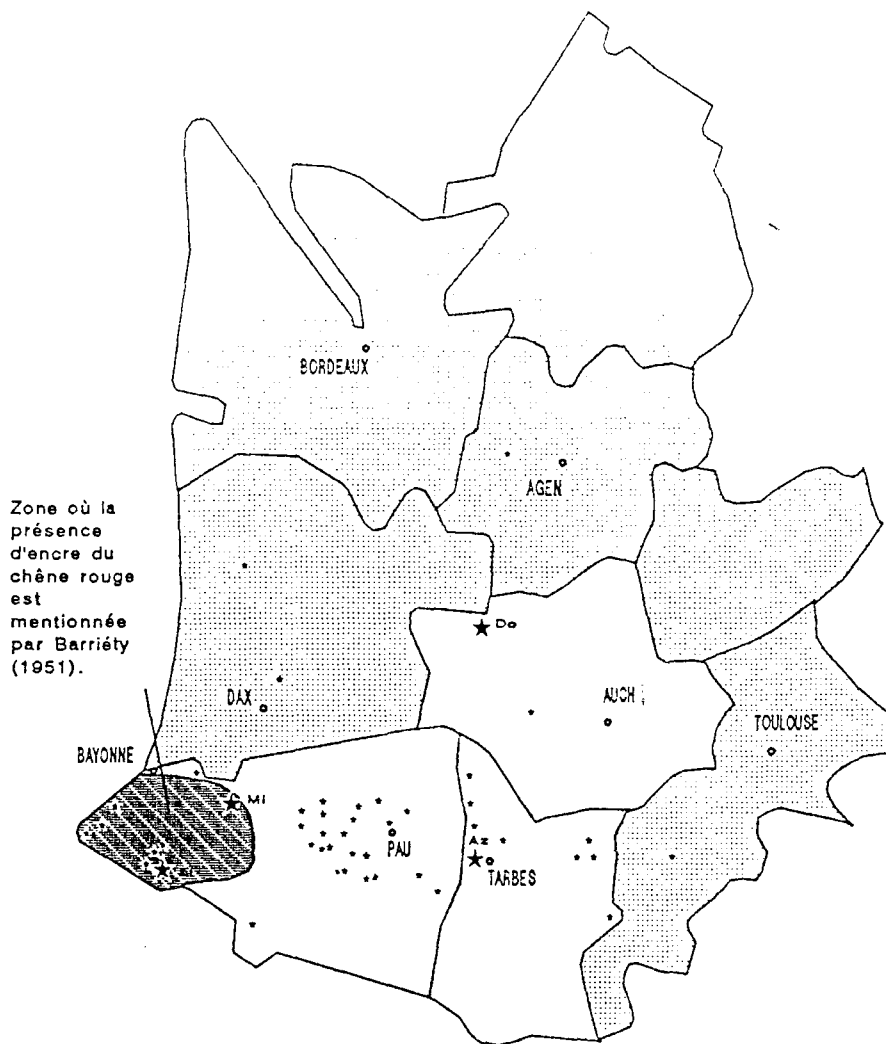 BORDEAUX
AGEN
Zone où la
présence
d'encre du
chêne rouge
est
mentionnée
par Barriéty
(1951).
Do
DAX
AUCH
TOULOUSE
BAYONNE
MI
PAU
Az
TARBES